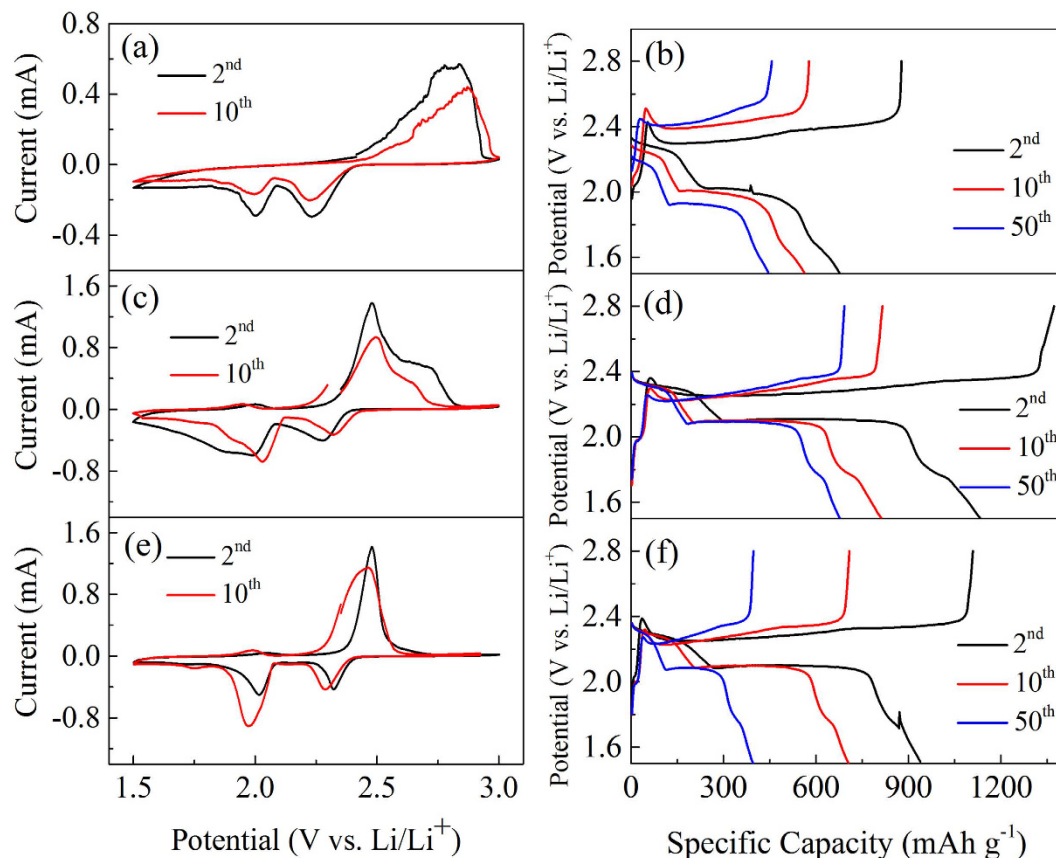 (a)
2nd
10th
0.8
0.4
0.0
-0.4
Current (mA)
(b)
2nd
10th
50th
2.8
2.4
2.0
1.6
Potential (V vs. Li/Li+)
(c)
2nd
10th
1.6
0.8
0.0
-0.8
Current (mA)
(d)
2nd
10th
50th
2.8
2.4
2.0
1.6
Potential (V vs. Li/Li+)
(e)
2nd
10th
1.6
0.8
0.0
-0.8
Current (mA)
1.5 2.0 2.5 3.0
Potential (V vs. Li/Li+)
(f)
2nd
10th
50th
2.8
2.4
2.0
1.6
Potential (V vs. Li/Li+)
0 300 600 900 1200
Specific Capacity (mAh g-1)